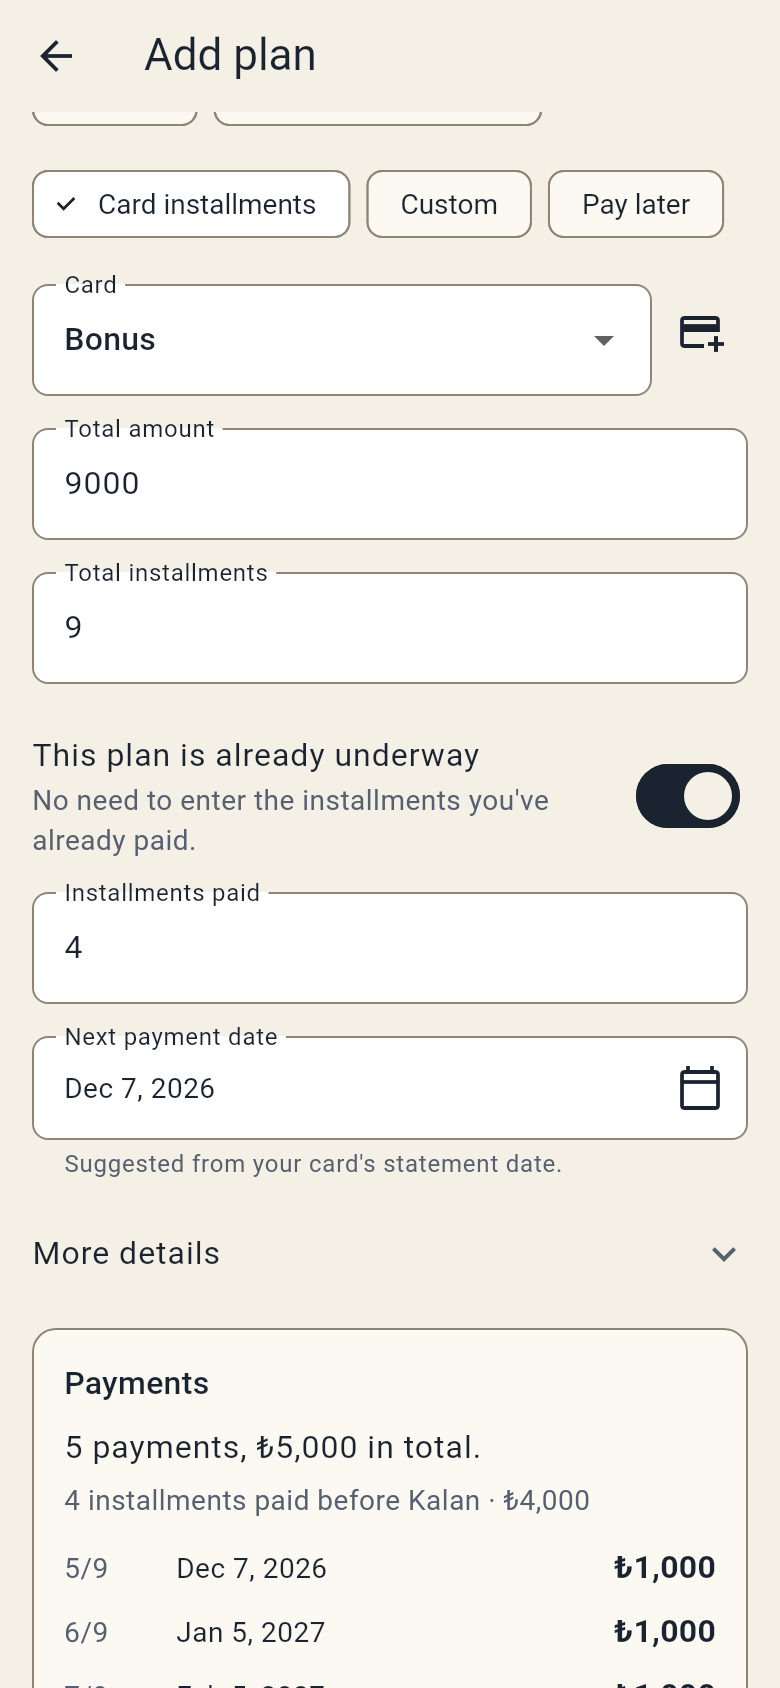 Add plan
Card installments
Custom
Pay later
Card
Bonus
Total amount
9000
Total installments
9
This plan is already underway
No need to enter the installments you've
already paid.
Installments paid
4
Next payment date
Dec 7, 2026
Suggested from your card's statement date.
More details
Payments
5 payments, ₺5,000 in total.
4 installments paid before Kalan · ₺4,000
5/9 Dec 7, 2026 ₺1,000
6/9 Jan 5, 2027 ₺1,000